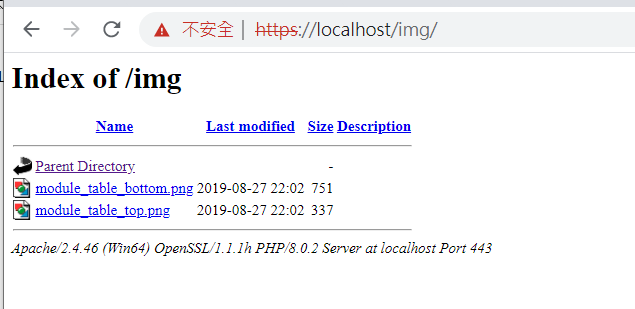 不安全 | https://localhost/img/
Index of /img
Name Last modified Size Description
Parent Directory -
module_table_bottom.png 2019-08-27 22:02 751
module_table_top.png 2019-08-27 22:02 337
Apache/2.4.46 (Win64) OpenSSL/1.1.1h PHP/8.0.2 Server at localhost Port 443